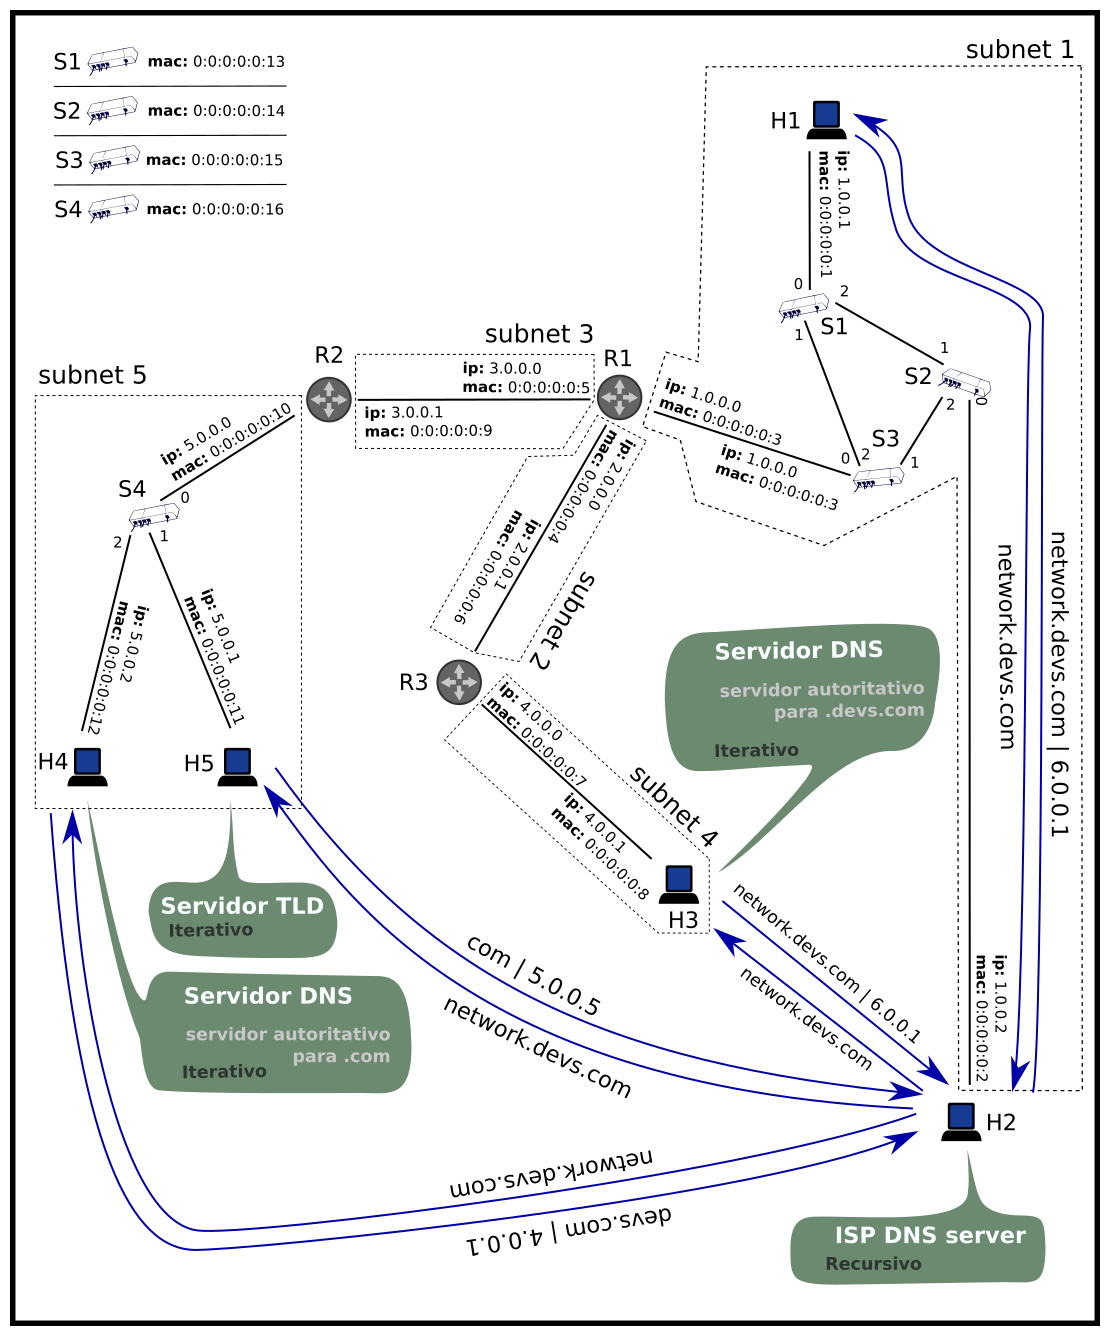 S1 mac: 0:0:0:0:0:13
S2 mac: 0:0:0:0:0:14
S3 mac: 0:0:0:0:0:15
S4 mac: 0:0:0:0:0:16
subnet 1
H1
ip: 1.0.0.1
mac: 0:0:0:0:0:1
0
2
S1
1
1
S2
2
0
S3
0
2
1
subnet 3
R2
R1
ip: 3.0.0.0
mac: 0:0:0:0:0:5
ip: 3.0.0.1
mac: 0:0:0:0:0:9
ip: 1.0.0.0
mac: 0:0:0:0:0:3
ip: 1.0.0.0
mac: 0:0:0:0:0:3
subnet 5
ip: 5.0.0.0
mac: 0:0:0:0:0:10
S4
0
2
1
ip: 5.0.0.2
mac: 0:0:0:0:0:12
ip: 5.0.0.1
mac: 0:0:0:0:0:11
H4
H5
ip: 2.0.0.0
mac: 0:0:0:0:0:4
ip: 2.0.0.1
mac: 0:0:0:0:0:6
subnet 2
R3
ip: 4.0.0.0
mac: 0:0:0:0:0:7
ip: 4.0.0.1
mac: 0:0:0:0:0:8
subnet 4
H3
Servidor DNS
servidor autoritativo
para .devs.com
Iterativo
network.devs.com
network.devs.com | 6.0.0.1
Servidor TLD
Iterativo
Servidor DNS
servidor autoritativo
para .com
Iterativo
com | 5.0.0.5
network.devs.com
network.devs.com | 6.0.0.1
network.devs.com
ip: 1.0.0.2
mac: 0:0:0:0:0:2
H2
network.devs.com
devs.com | 4.0.0.1
ISP DNS server
Recursivo